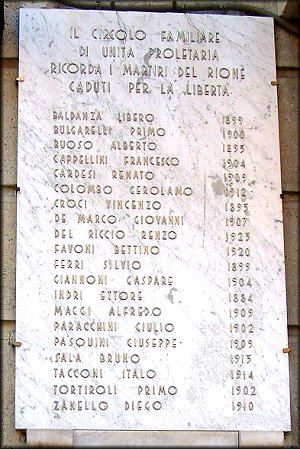 IL CIRCOLO FAMILIARE
DI UNITA PROLETARIA
RICORDA I MARTIRI DEL RIONE
CADUTI PER LA LIBERTÀ
BALDANZA LIBERO 1899
BULGARELLI PRIMO 1900
BUOSO ALBERTO 1895
CAPPELLINI FRANCESCO 1904
CARDESI RENATO 1909
COLOMBO GEROLAMO 1912
CROCI VINCENZO 1895
DE MARCO GIOVANNI 1907
DEL RICCIO RENZO 1923
FAVONI BETTINO 1920
FERRI SILVIO 1899
GIANNONI GASPARE 1904
INDRI ETTORE 1884
MAGGI ALFREDO 1909
PARACCHINI GIULIO 1902
PASQUINI GIUSEPPE 1909
SALA BRUNO 1915
TACCONI ITALO 1914
TORTIROLI PRIMO 1902
ZANELLO DIEGO 1910